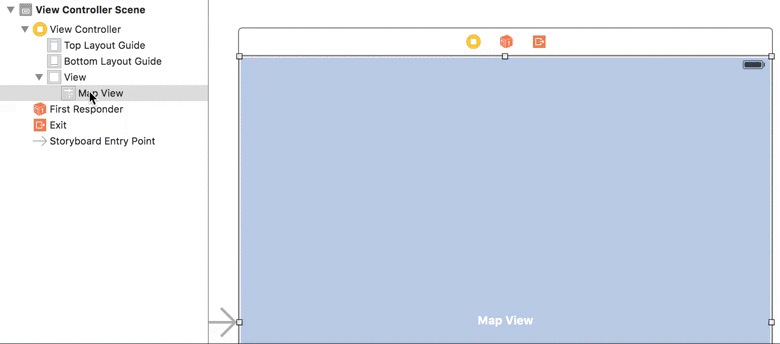 View Controller Scene
View Controller
Top Layout Guide
Bottom Layout Guide
View
Map View
First Responder
Exit
Storyboard Entry Point
Map View